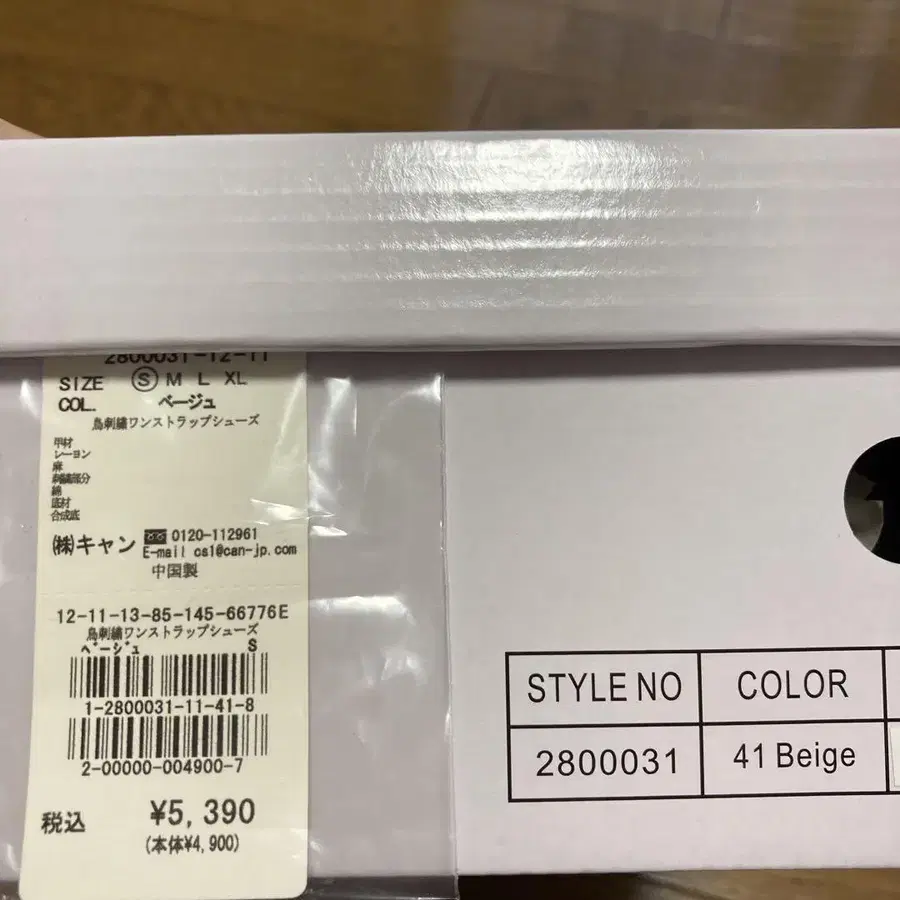 2800031-12-11
SIZE Ⓢ M L XL
COL. ベージュ
鳥刺繍ワンストラップシューズ
甲材
レーヨン
麻
刺繍部分
綿
底材
合成底
㈱キャン 0120-112961
E-mail cs1@can-jp.com
中国製
12-11-13-85-145-66776E
鳥刺繍ワンストラップシューズ
ベージュ S
1-2800031-11-41-8
2-00000-004900-7
税込 ¥5,390
(本体¥4,900)
STYLE NO COLOR
2800031 41 Beige